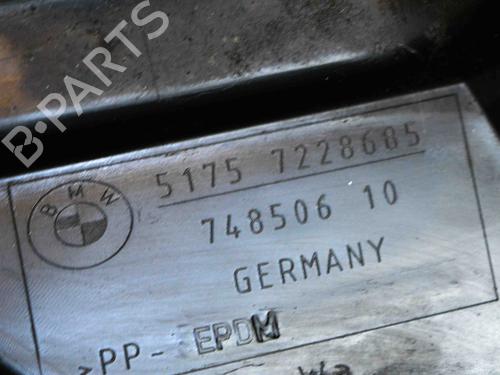 B-PARTS
BMW
5175 7228685
748506 10
GERMANY
>PP- EPDM